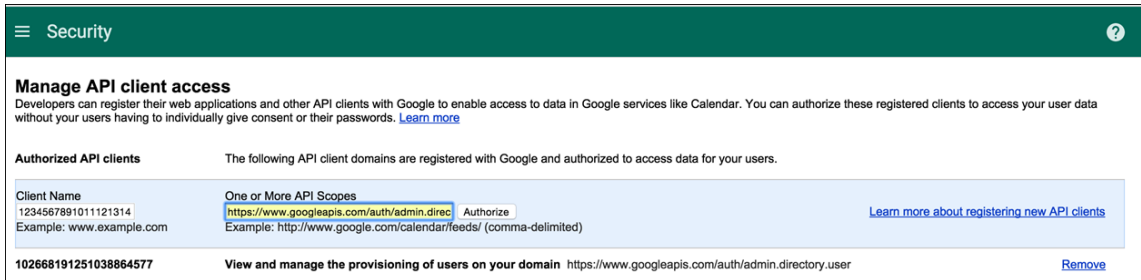 Security
Manage API client access
Developers can register their web applications and other API clients with Google to enable access to data in Google services like Calendar. You can authorize these registered clients to access your user data
without your users having to individually give consent or their passwords. Learn more
Authorized API clients The following API client domains are registered with Google and authorized to access data for your users.
Client Name One or More API Scopes
1234567891011121314 https://www.googleapis.com/auth/admin.direc Authorize Learn more about registering new API clients
Example: www.example.com Example: http://www.google.com/calendar/feeds/ (comma-delimited)
102668191251038864577 View and manage the provisioning of users on your domain https://www.googleapis.com/auth/admin.directory.user Remove